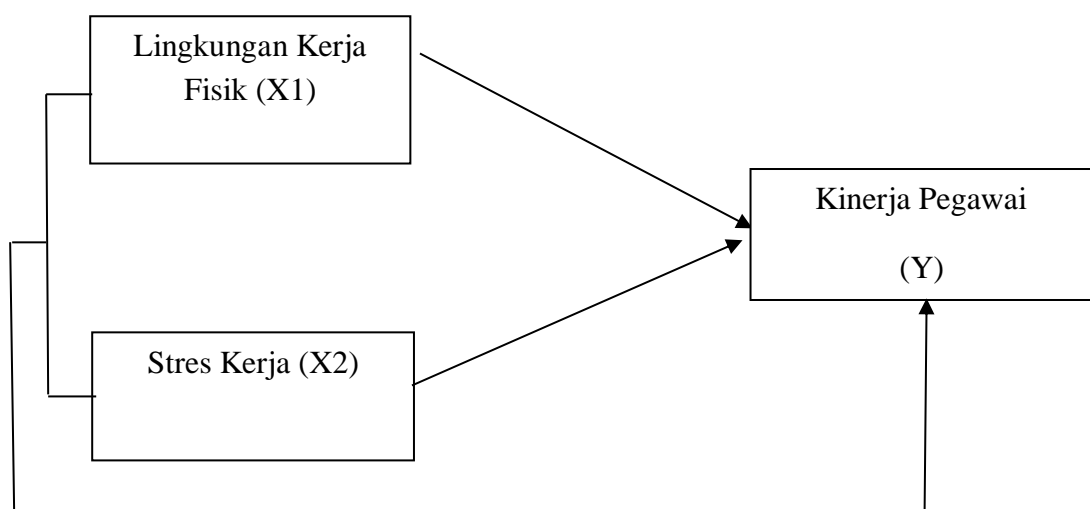 Lingkungan Kerja
Fisik (X1)
Kinerja Pegawai
(Y)
Stres Kerja (X2)